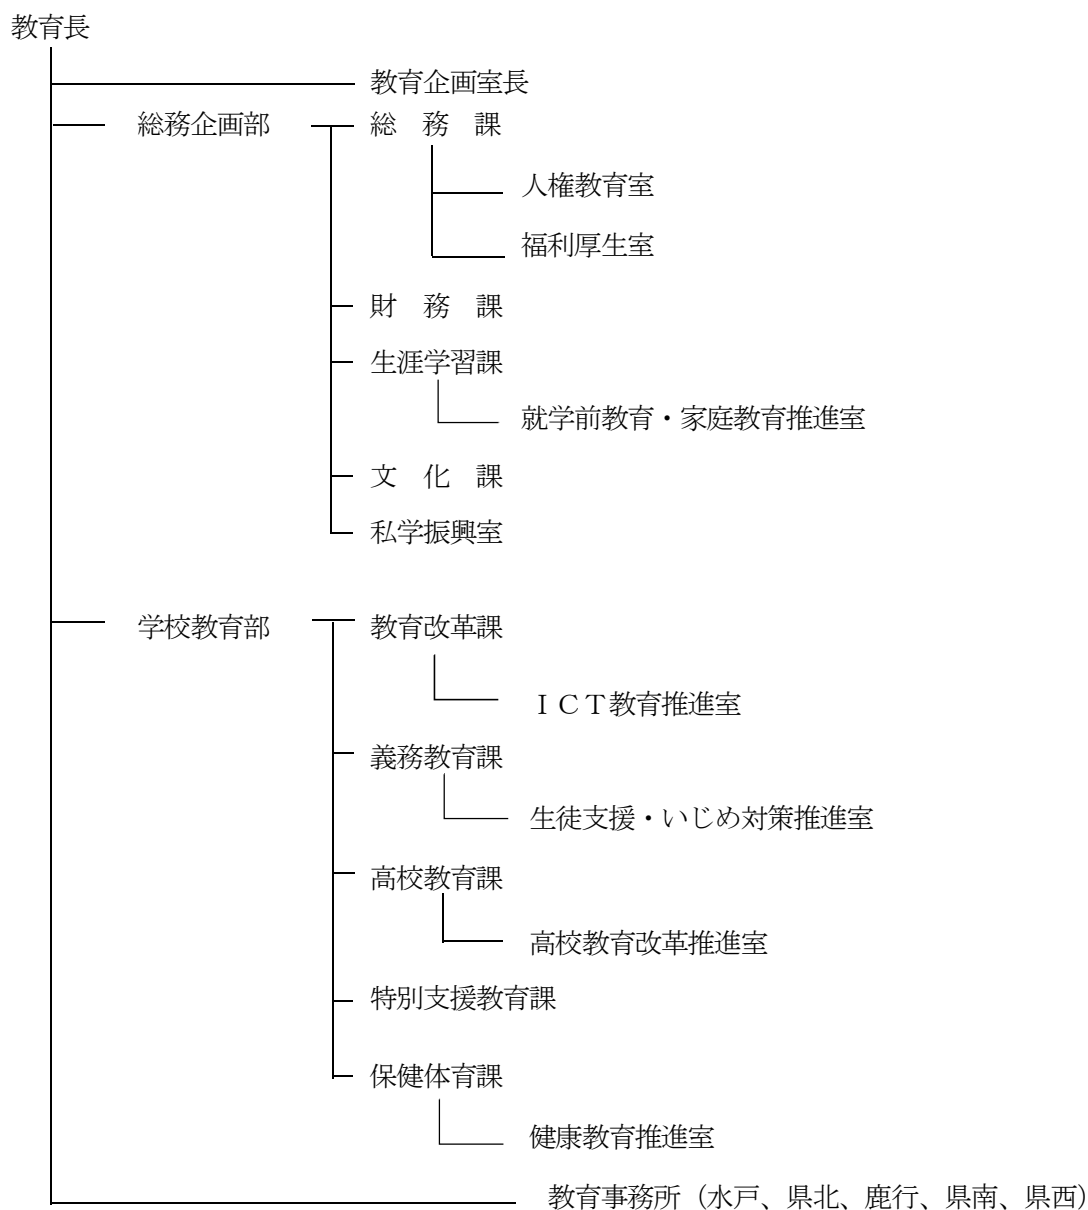 教育長
教育企画室長
総務企画部 総　務　課
人権教育室
福利厚生室
財　務　課
生涯学習課
就学前教育・家庭教育推進室
文　化　課
私学振興室
学校教育部 教育改革課
ＩＣＴ教育推進室
義務教育課
生徒支援・いじめ対策推進室
高校教育課
高校教育改革推進室
特別支援教育課
保健体育課
健康教育推進室
教育事務所（水戸、県北、鹿行、県南、県西）